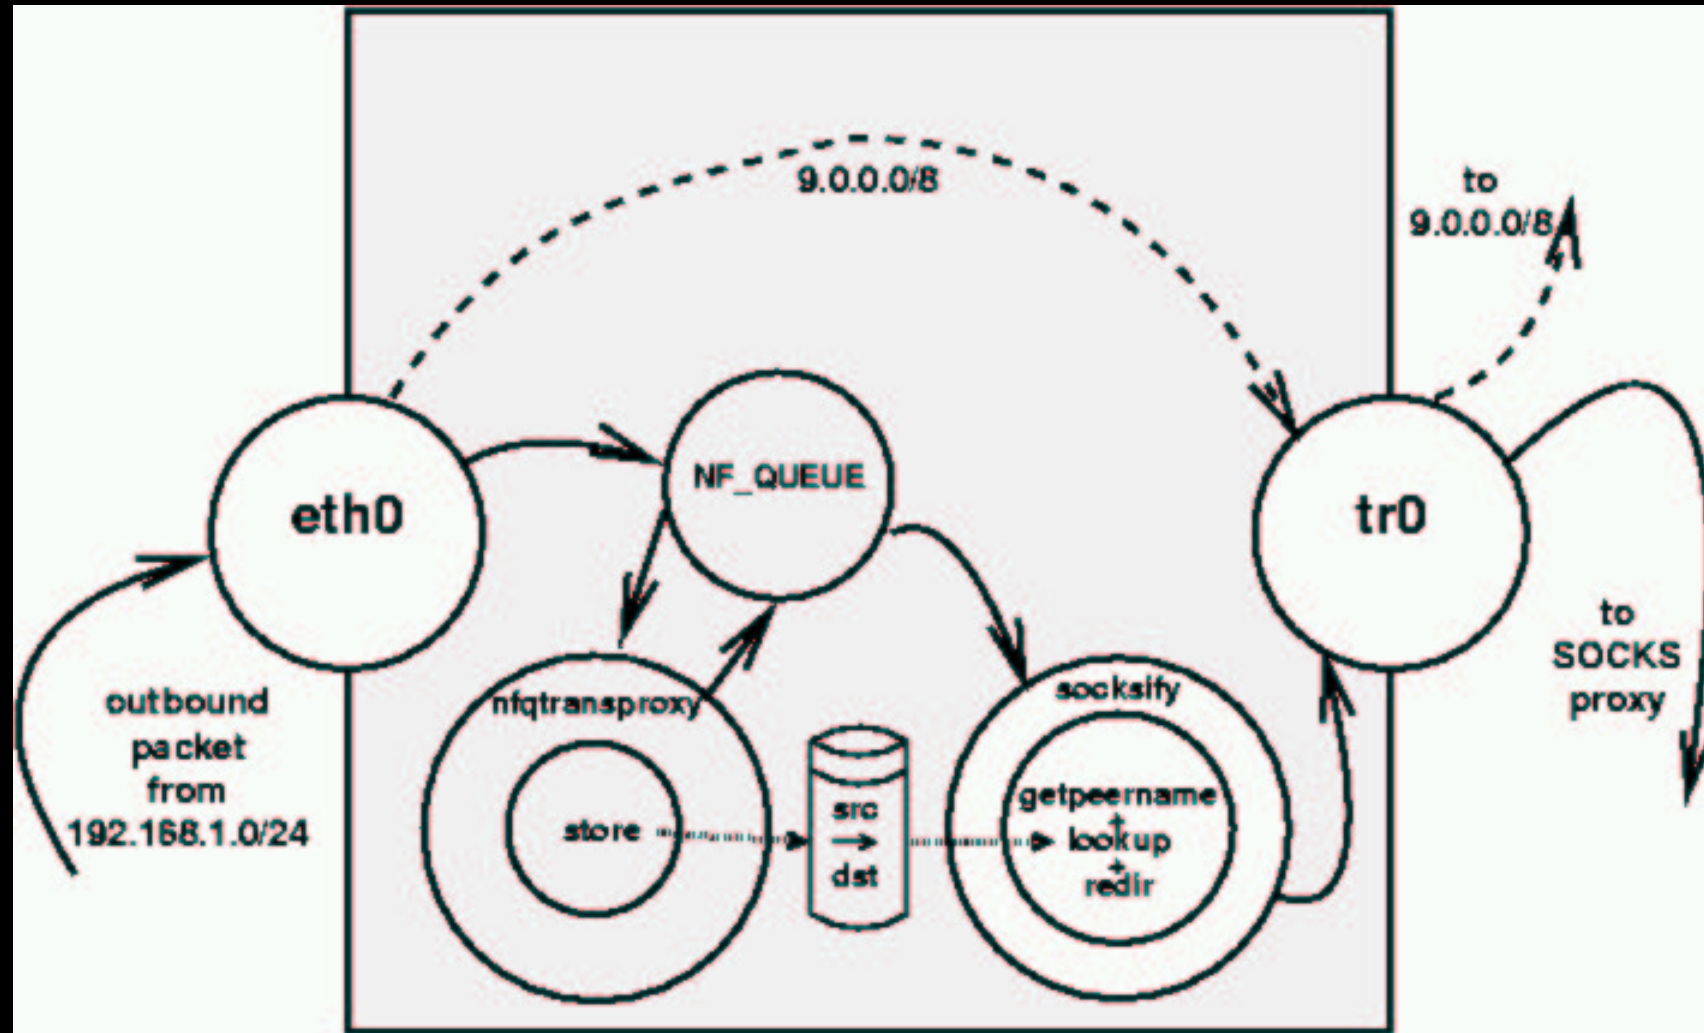 9.0.0.0/8
to
9.0.0.0/8
NF_QUEUE
eth0
tr0
outbound
packet
from
192.168.1.0/24
nfqtransproxy
store
src
→
dst
socksify
getpeername
+
lookup
+
redir
to
SOCKS
proxy